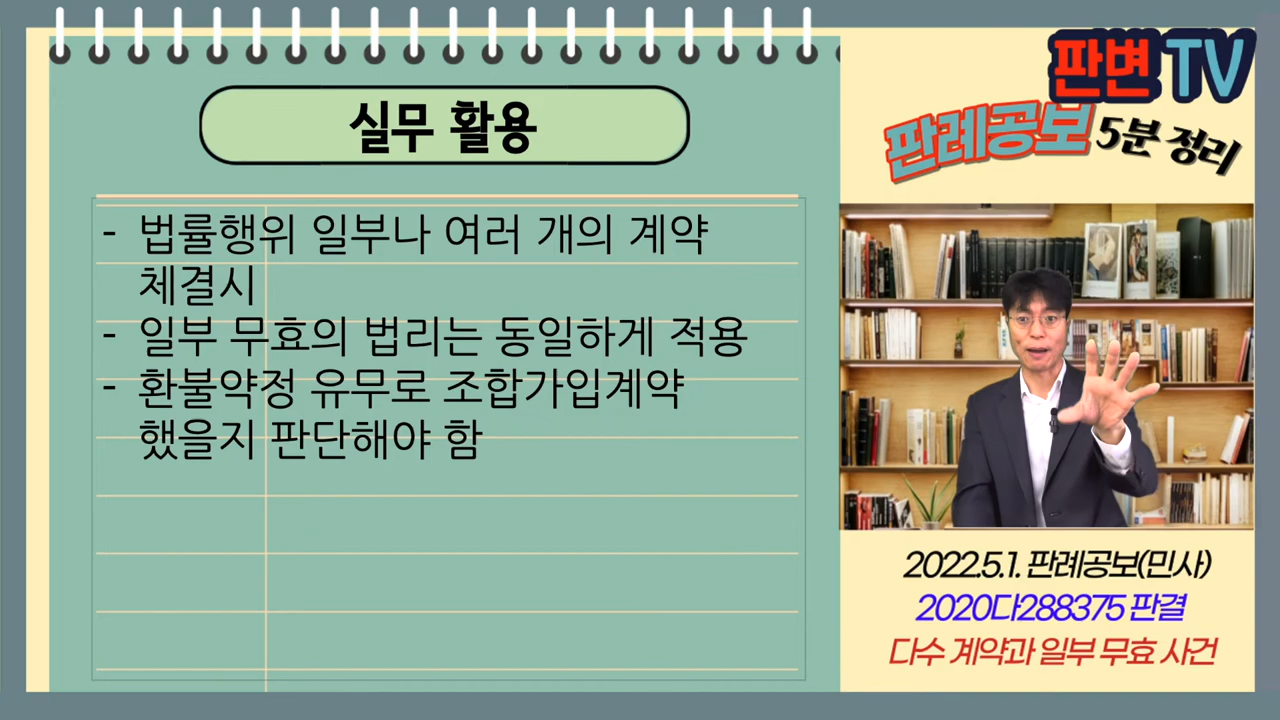 실무 활용
- 법률행위 일부나 여러 개의 계약
체결시
- 일부 무효의 법리는 동일하게 적용
- 환불약정 유무로 조합가입계약
했을지 판단해야 함
판변 TV
판례공보 5분 정리
2022.5.1. 판례공보(민사)
2020다288375 판결
다수 계약과 일부 무효 사건